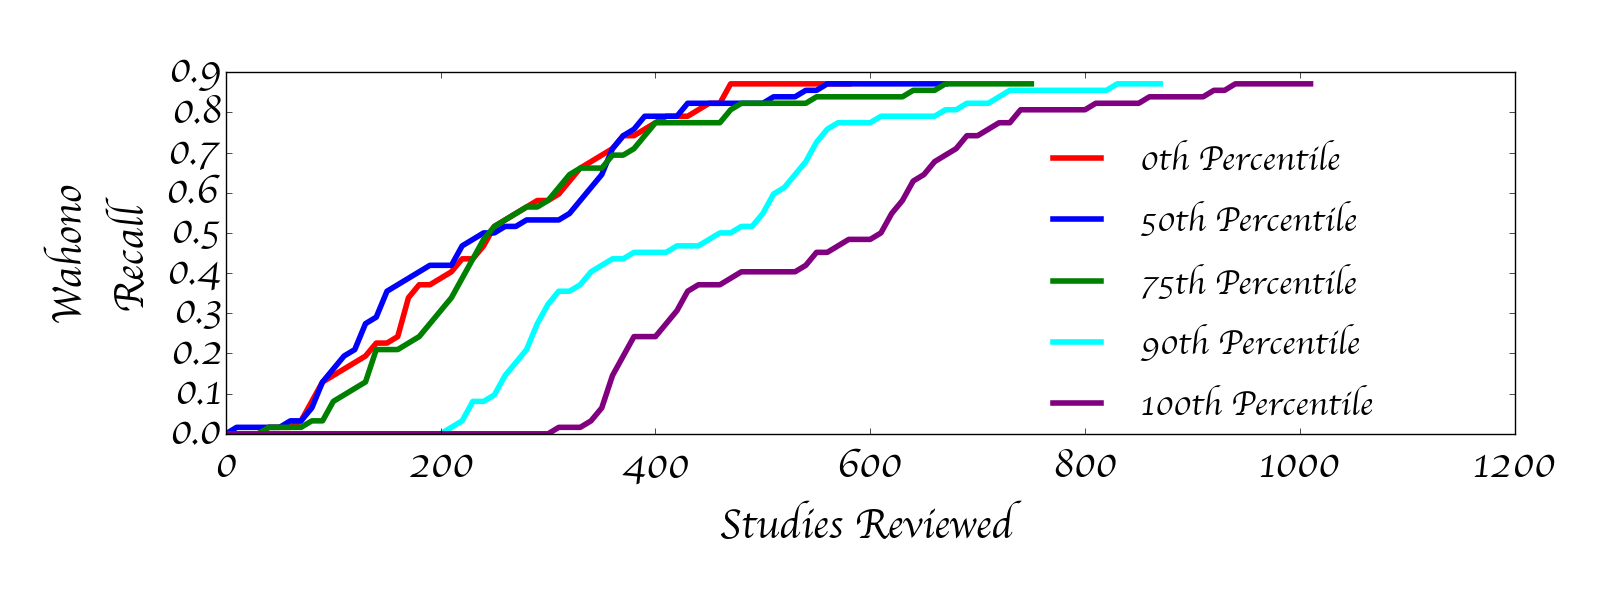 Wahono
Recall
0.9
0.8
0.7
0.6
0.5
0.4
0.3
0.2
0.1
0.0
0th Percentile
50th Percentile
75th Percentile
90th Percentile
100th Percentile
0 200 400 600 800 1000 1200
Studies Reviewed